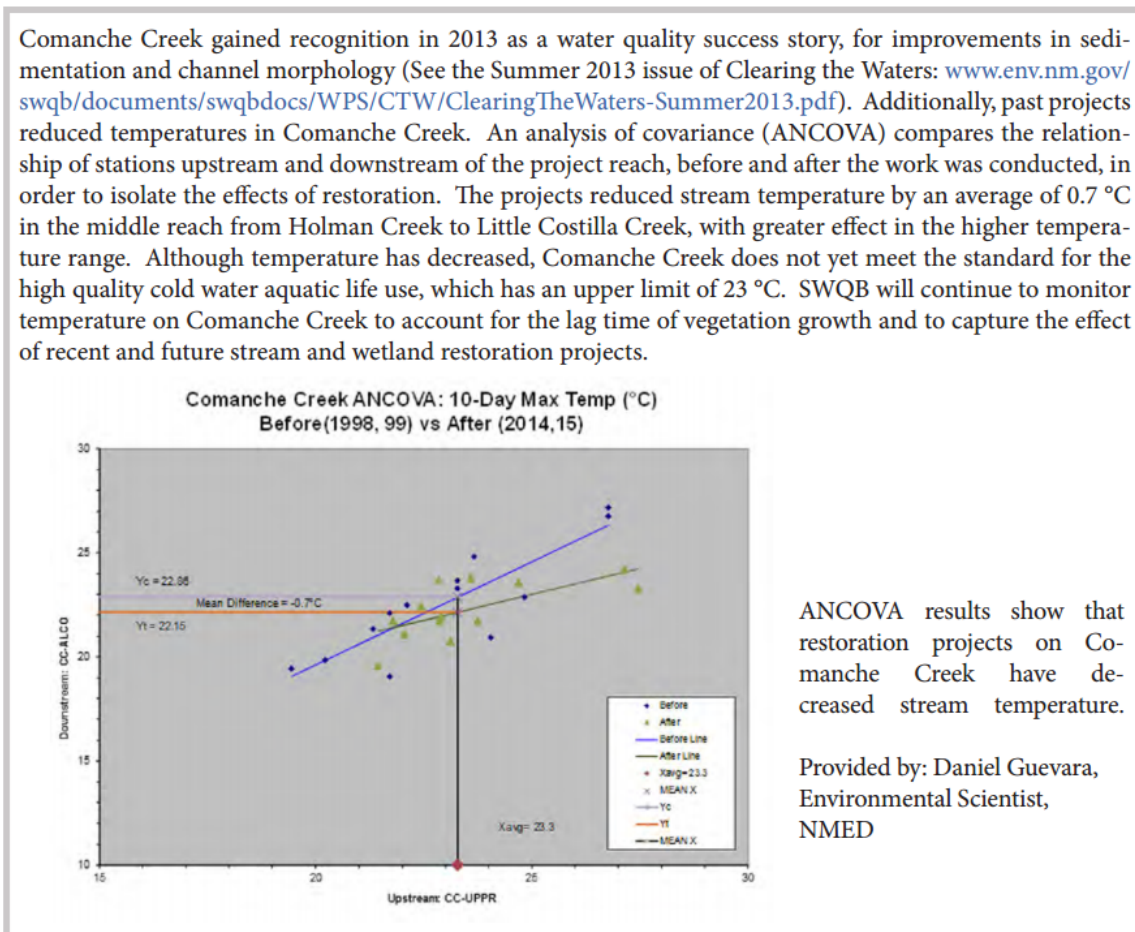 Comanche Creek gained recognition in 2013 as a water quality success story, for improvements in sedi-
mentation and channel morphology (See the Summer 2013 issue of Clearing the Waters: www.env.nm.gov/
swqb/documents/swqbdocs/WPS/CTW/ClearingTheWaters-Summer2013.pdf). Additionally, past projects
reduced temperatures in Comanche Creek. An analysis of covariance (ANCOVA) compares the relation-
ship of stations upstream and downstream of the project reach, before and after the work was conducted, in
order to isolate the effects of restoration. The projects reduced stream temperature by an average of 0.7 °C
in the middle reach from Holman Creek to Little Costilla Creek, with greater effect in the higher tempera-
ture range. Although temperature has decreased, Comanche Creek does not yet meet the standard for the
high quality cold water aquatic life use, which has an upper limit of 23 °C. SWQB will continue to monitor
temperature on Comanche Creek to account for the lag time of vegetation growth and to capture the effect
of recent and future stream and wetland restoration projects.
Comanche Creek ANCOVA: 10-Day Max Temp (°C)
Before(1998, 99) vs After (2014,15)
30
25
20
15
10
Downstream: CC-ALCO
Yc =
Mean Difference = -0.7°C
Yt = 22.15
Xavg= 23.3
Before
After
Before Line
After Line
Xavg=23.3
MEAN X
Yc
Yt
MEAN X
15
20
25
30
Upstream: CC-UPPR
ANCOVA results show that
restoration projects on Co-
manche Creek have de-
creased stream temperature.
Provided by: Daniel Guevara,
Environmental Scientist,
NMED